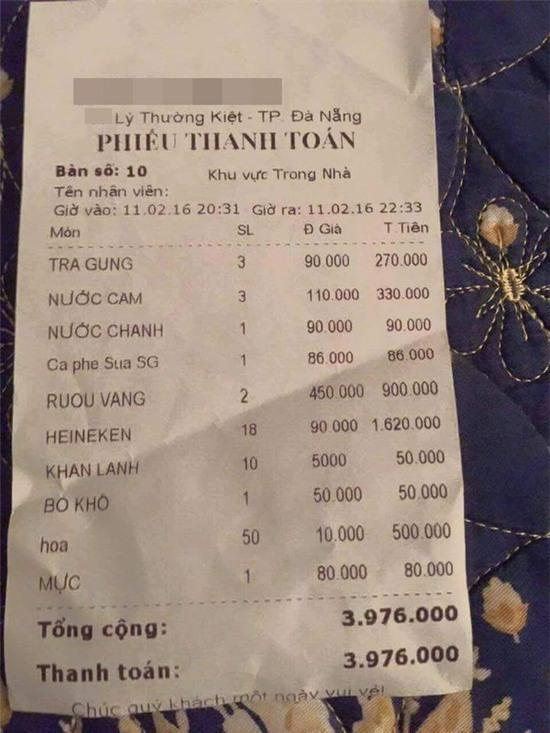 Lý Thường Kiệt - TP. Đà Nẵng
PHIẾU THANH TOÁN
Bàn số: 10 Khu vực Trong Nhà
Tên nhân viên:
Giờ vào: 11.02.16 20:31 Giờ ra: 11.02.16 22:33
Món SL Đ Giá T Tiền
TRA GUNG 3 90.000 270.000
NƯỚC CAM 3 110.000 330.000
NƯỚC CHANH 1 90.000 90.000
Ca phe Sua SG 1 86.000 86.000
RUOU VANG 2 450.000 900.000
HEINEKEN 18 90.000 1.620.000
KHAN LANH 10 5000 50.000
BÒ KHÔ 1 50.000 50.000
hoa 50 10.000 500.000
MỰC 1 80.000 80.000
Tổng cộng: 3.976.000
Thanh toán: 3.976.000
Chúc quý khách một ngày vui vẻ!